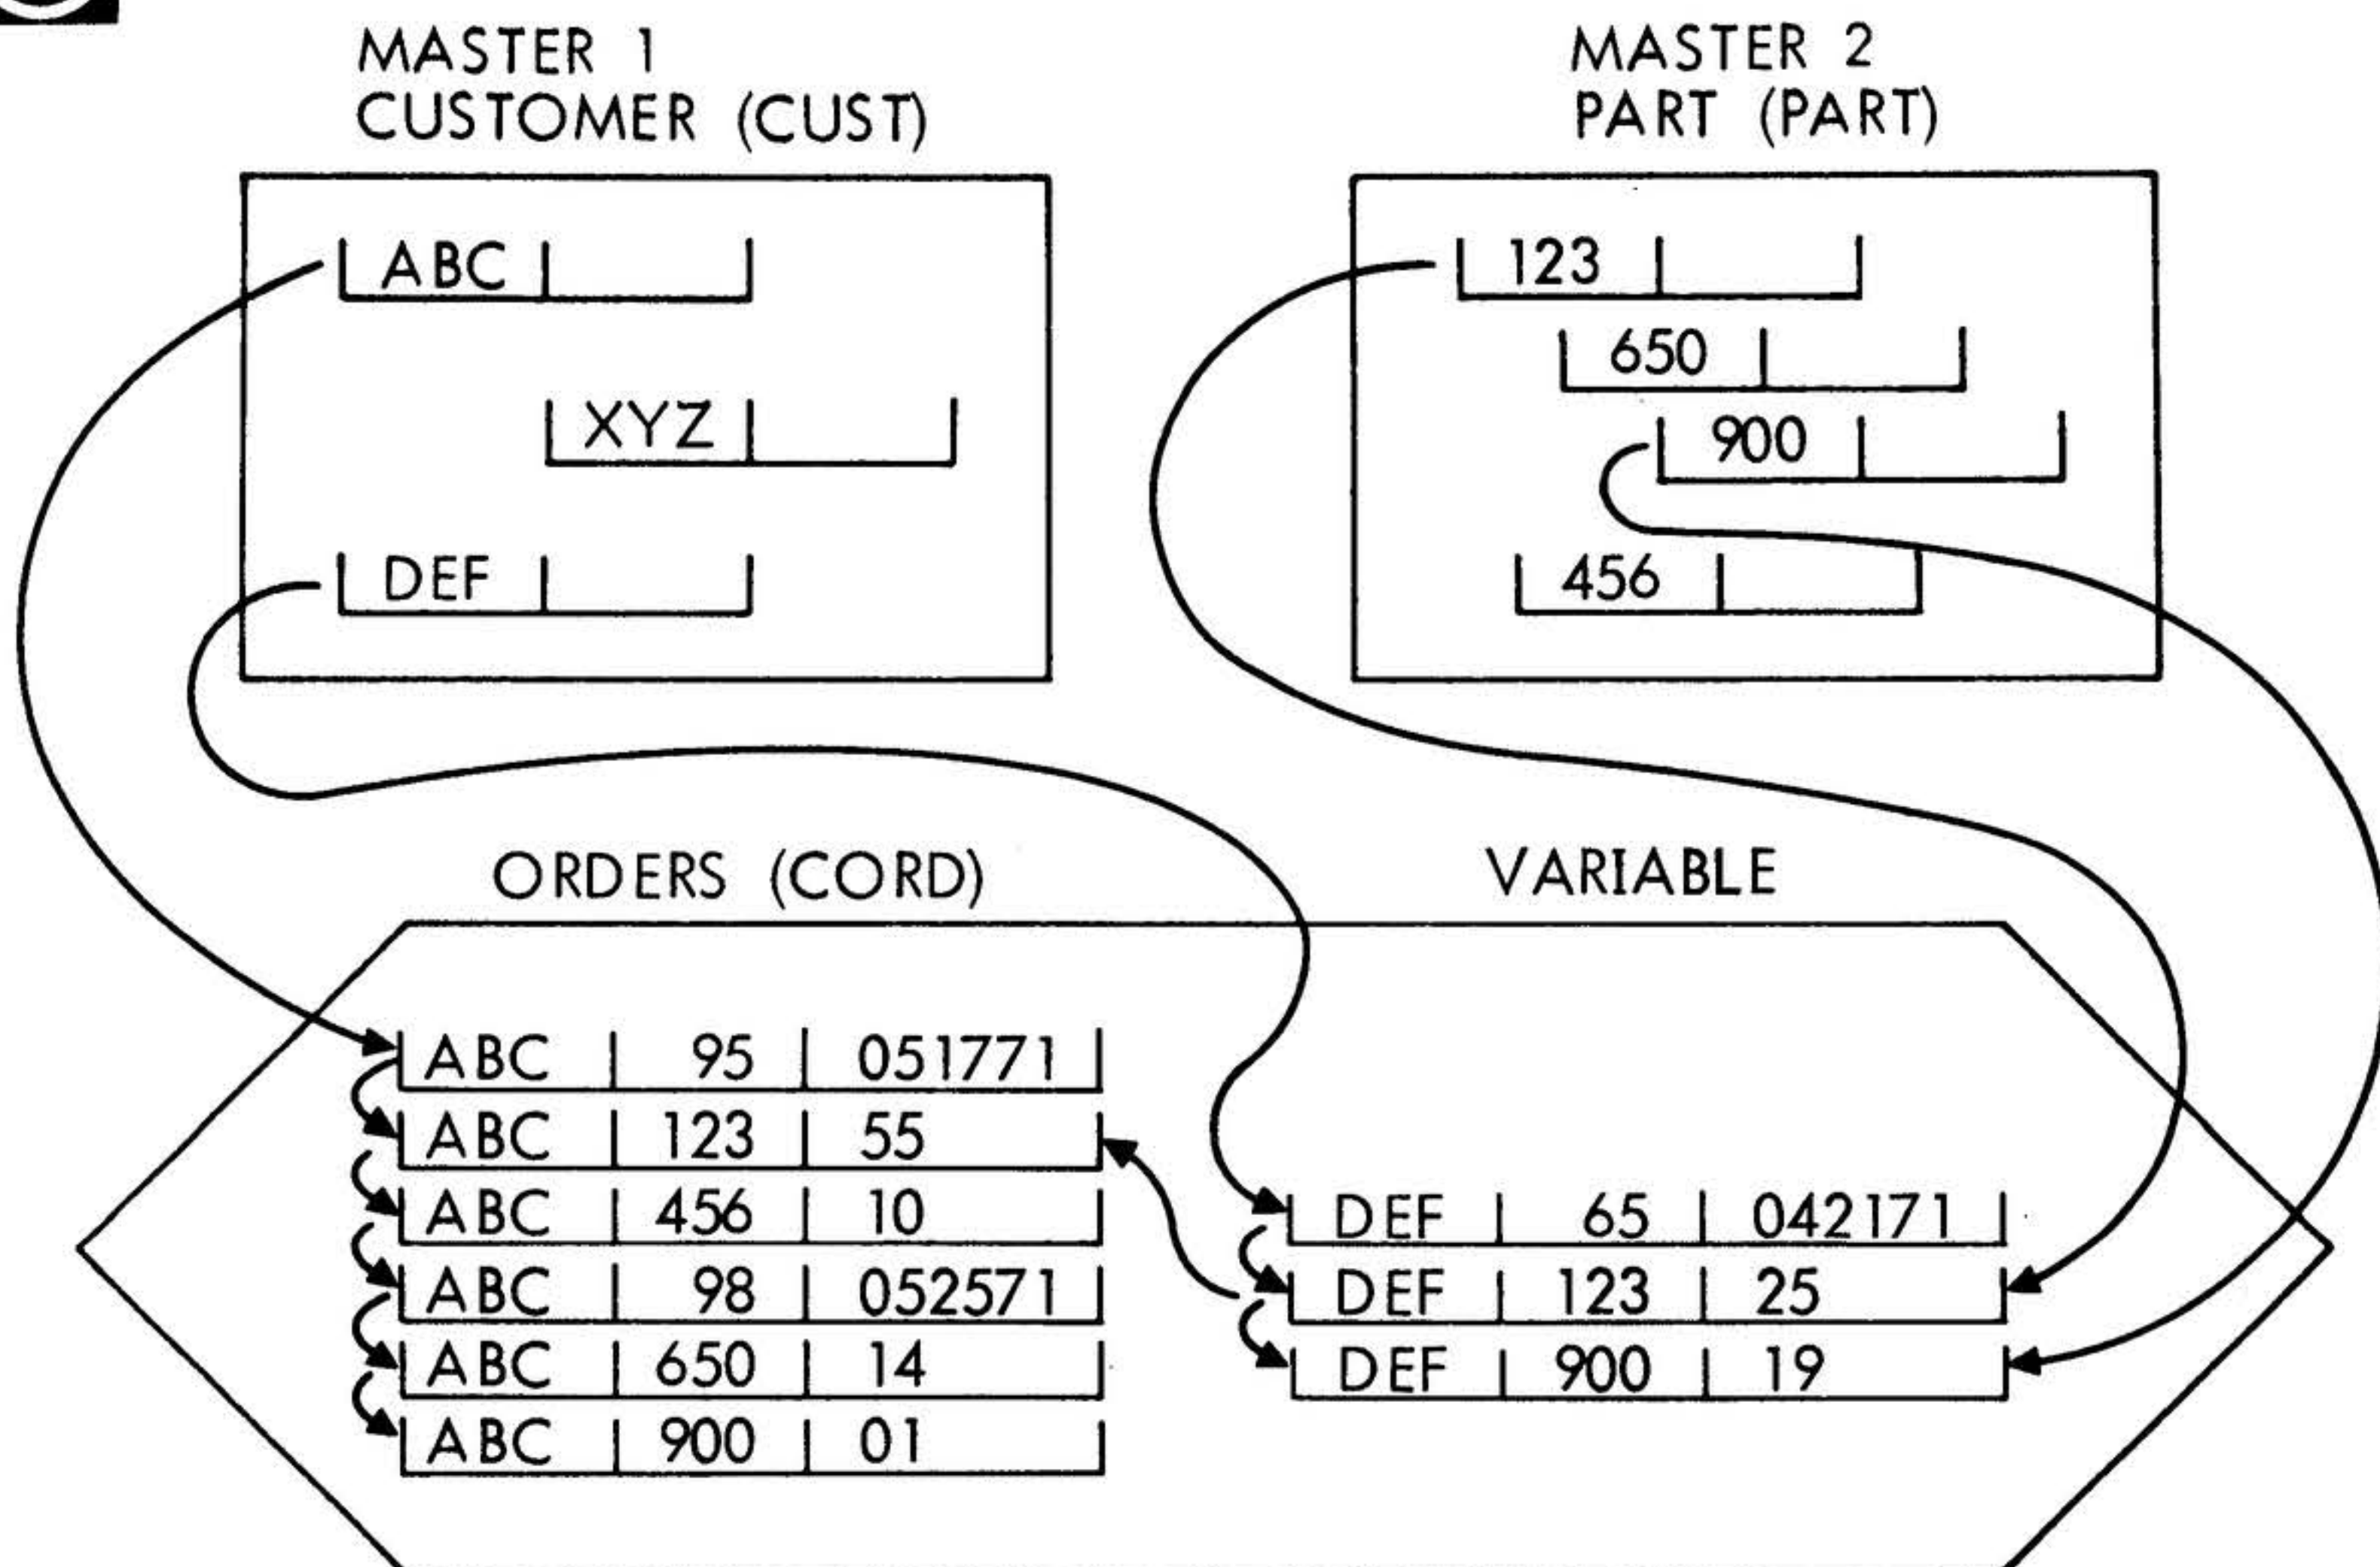 MASTER 1
CUSTOMER (CUST)
ABC
XYZ
DEF
MASTER 2
PART (PART)
123
650
900
456
ORDERS (CORD)
VARIABLE
ABC 95 051771
ABC 123 55
ABC 456 10
ABC 98 052571
ABC 650 14
ABC 900 01
DEF 65 042171
DEF 123 25
DEF 900 19